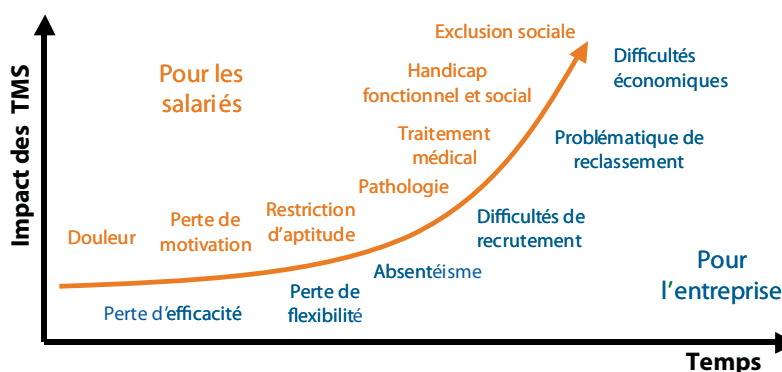 Exclusion sociale
Difficultés
économiques
Pour les
salariés
Handicap
fonctionnel et social
Impact des TMS
Traitement
médical
Problématique de
reclassement
Pathologie
Restriction
d'aptitude
Perte de
motivation
Douleur
Difficultés de
recrutement
Absentéisme
Pour
l'entreprise
Perte de
flexibilité
Perte d'efficacité
Temps